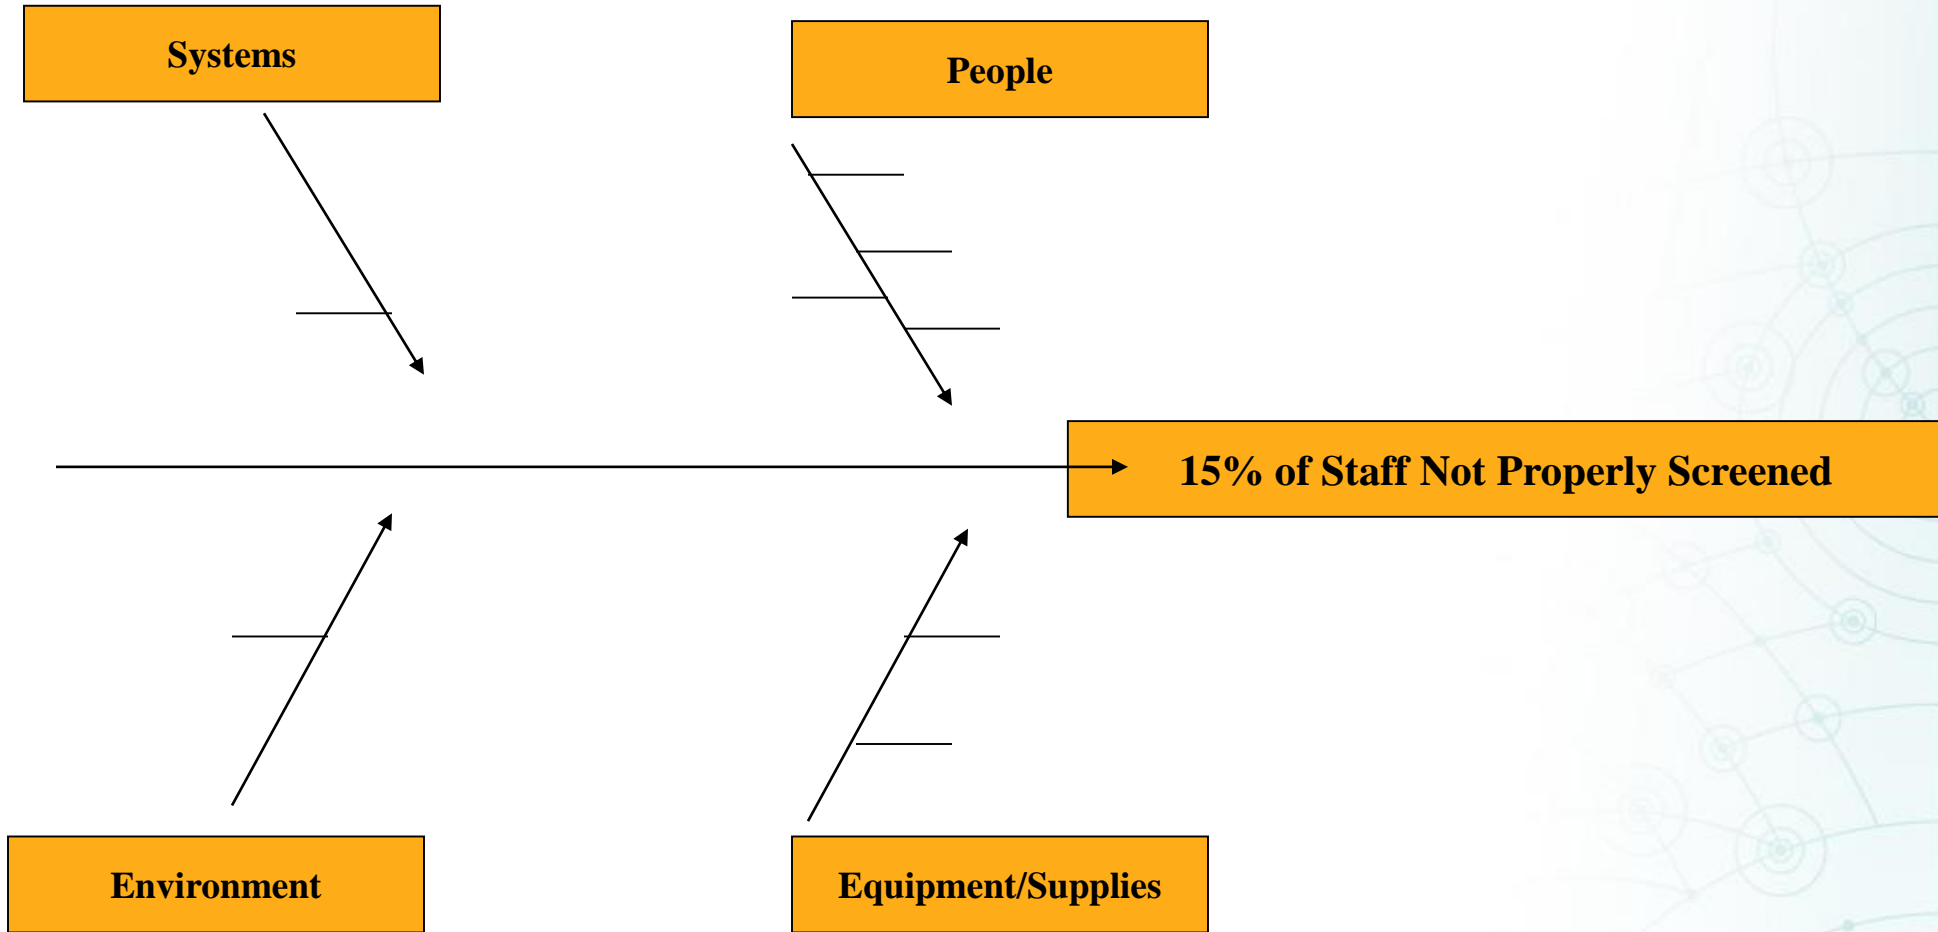 Systems
People
15% of Staff Not Properly Screened
Environment
Equipment/Supplies